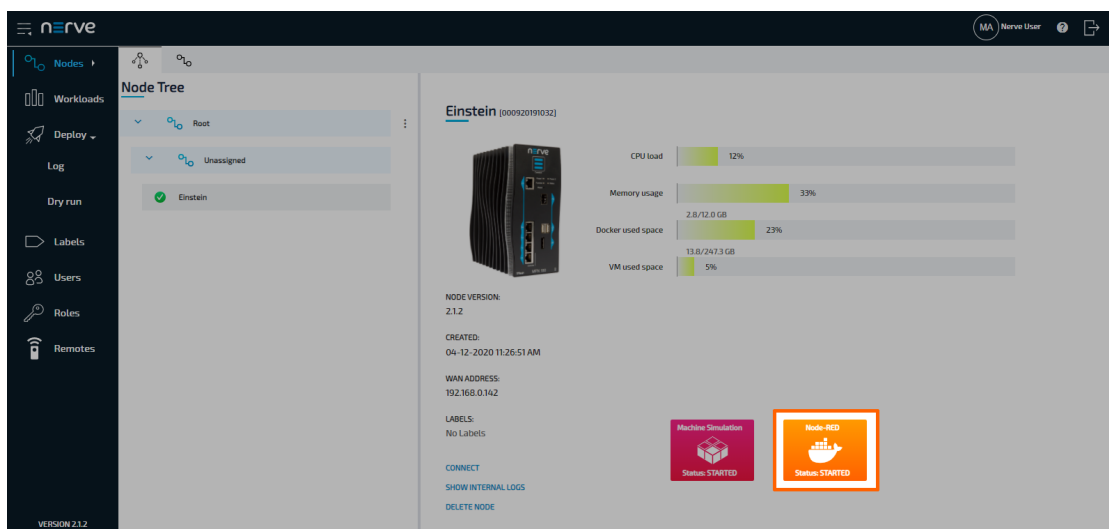 nerve
MA Nerve User
Nodes
Workloads
Deploy
Log
Dry run
Labels
Users
Roles
Remotes
VERSION 2.1.2
Node Tree
Root
Unassigned
Einstein
Einstein [000920191032]
nerve
CPU load 12%
Memory usage 33%
2.8/12.0 GB
Docker used space 23%
13.8/247.3 GB
VM used space 5%
NODE VERSION:
2.1.2
CREATED:
04-12-2020 11:26:51 AM
WAN ADDRESS:
192.168.0.142
LABELS:
No Labels
CONNECT
SHOW INTERNAL LOGS
DELETE NODE
Machine Simulation
Status: STARTED
Node-RED
Status: STARTED